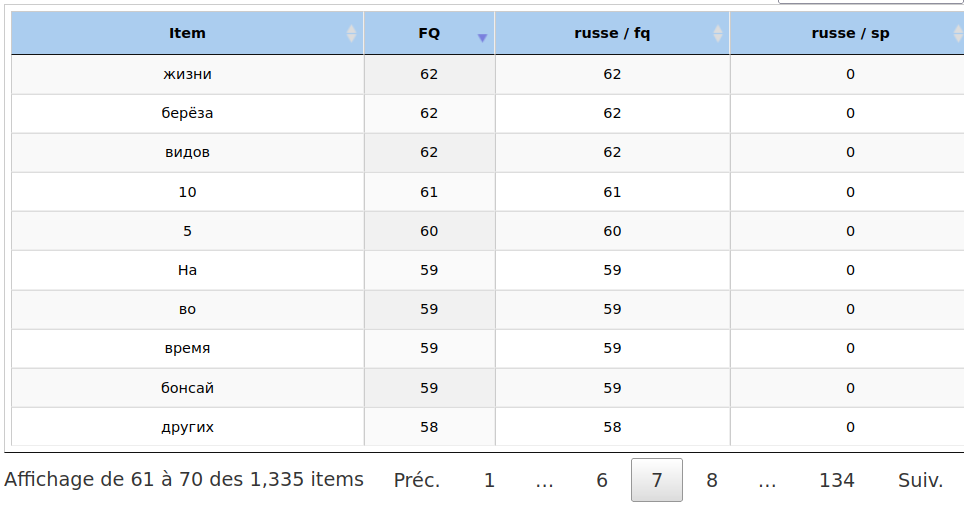 Item FQ russe / fq russe / sp
жизни 62 62 0
берёза 62 62 0
видов 62 62 0
10 61 61 0
5 60 60 0
На 59 59 0
во 59 59 0
время 59 59 0
бонсай 59 59 0
других 58 58 0
Affichage de 61 à 70 des 1,335 items Préc. 1 ... 6 7 8 ... 134 Suiv.